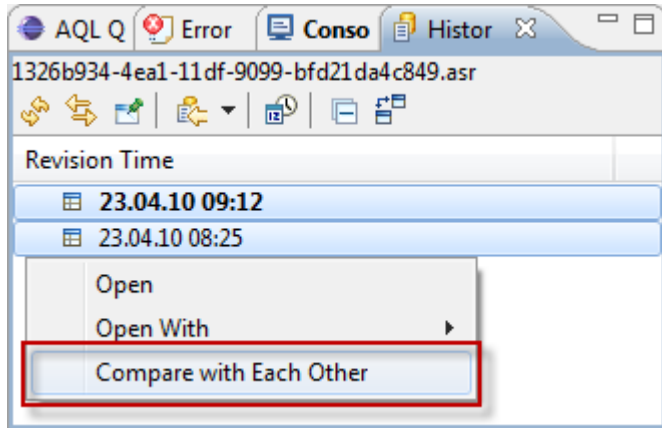 AQL Q Error Conso Histor
1326b934-4ea1-11df-9099-bfd21da4c849.asr
Revision Time
23.04.10 09:12
23.04.10 08:25
Open
Open With
Compare with Each Other